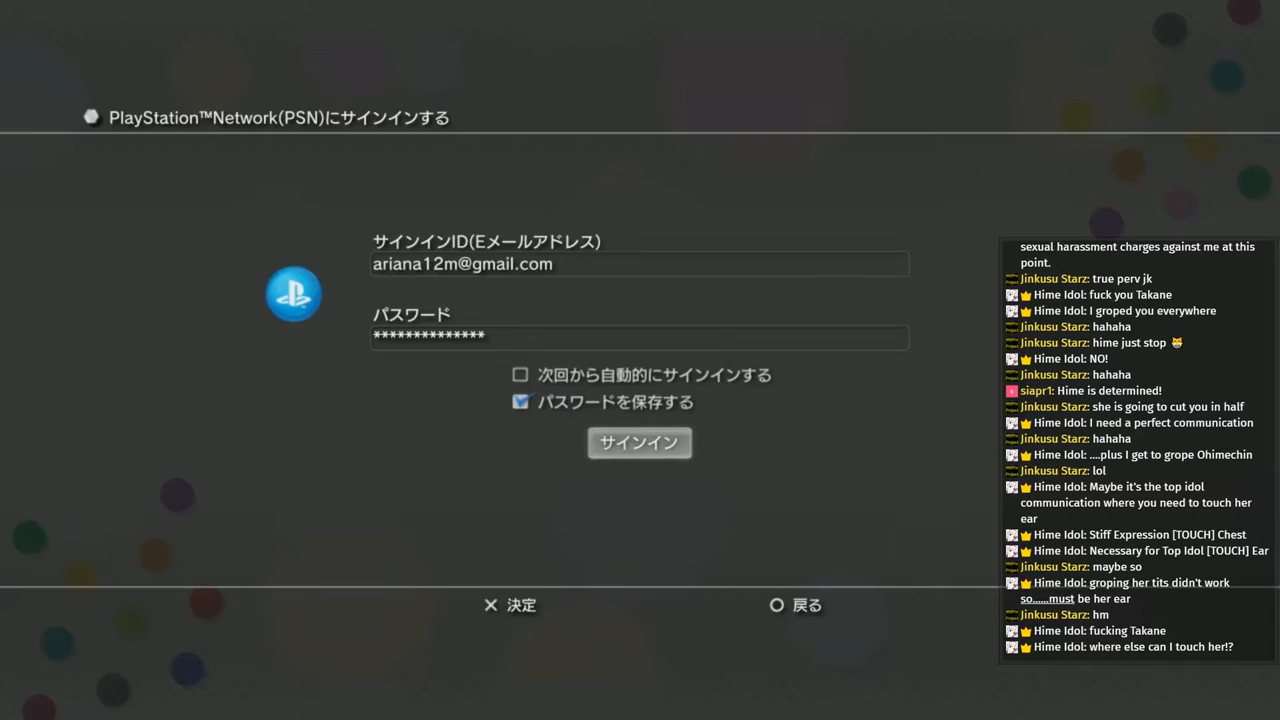 PlayStation™Network(PSN)にサインインする
サインインID(Eメールアドレス)
ariana12m@gmail.com
パスワード
**************
次回から自動的にサインインする
パスワードを保存する
サインイン
✕ 決定
○ 戻る
sexual harassment charges against me at this
point.
Jinkusu Starz: true perv jk
Hime Idol: fuck you Takane
Hime Idol: I groped you everywhere
Jinkusu Starz: hahaha
Jinkusu Starz: hime just stop 😸
Hime Idol: NO!
Jinkusu Starz: hahaha
siapr1: Hime is determined!
Jinkusu Starz: she is going to cut you in half
Hime Idol: I need a perfect communication
Jinkusu Starz: hahaha
Hime Idol: ....plus I get to grope Ohimechin
Jinkusu Starz: lol
Hime Idol: Maybe it's the top idol
communication where you need to touch her
ear
Hime Idol: Stiff Expression [TOUCH] Chest
Hime Idol: Necessary for Top Idol [TOUCH] Ear
Jinkusu Starz: maybe so
Hime Idol: groping her tits didn't work
so......must be her ear
Jinkusu Starz: hm
Hime Idol: fucking Takane
Hime Idol: where else can I touch her!?